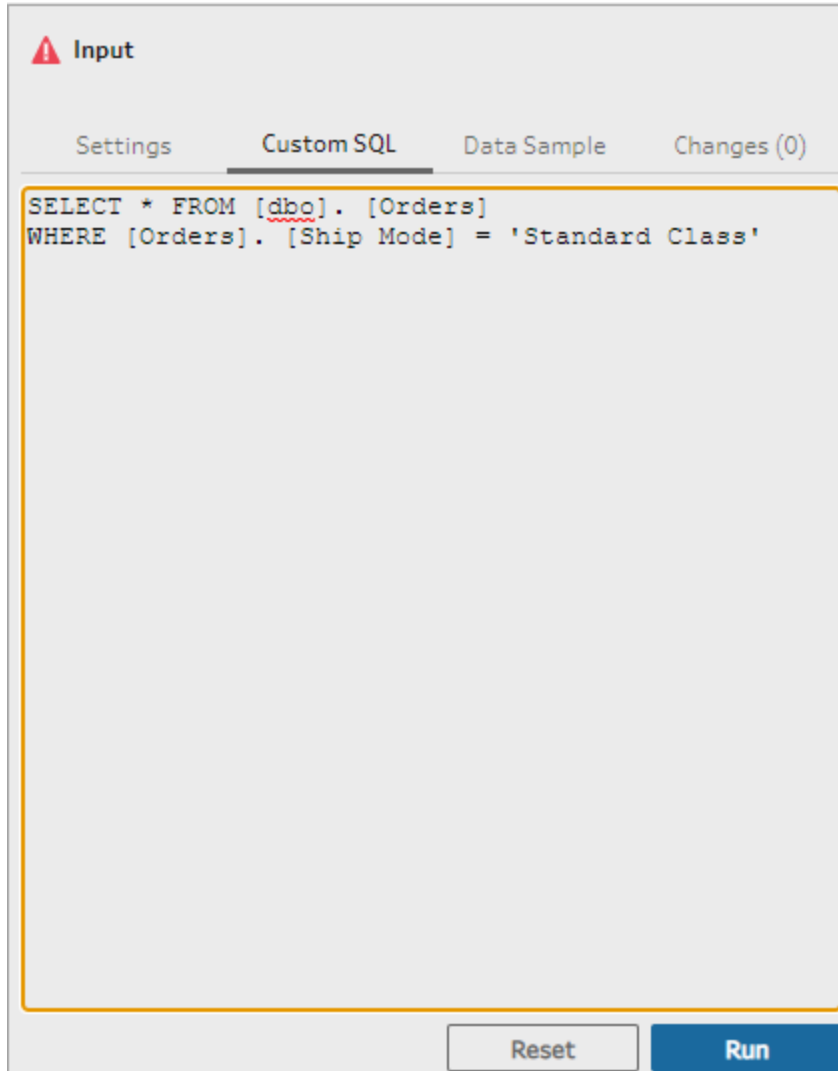 Input
Settings Custom SQL Data Sample Changes (0)
SELECT * FROM [dbo]. [Orders]
WHERE [Orders]. [Ship Mode] = 'Standard Class'
Reset Run